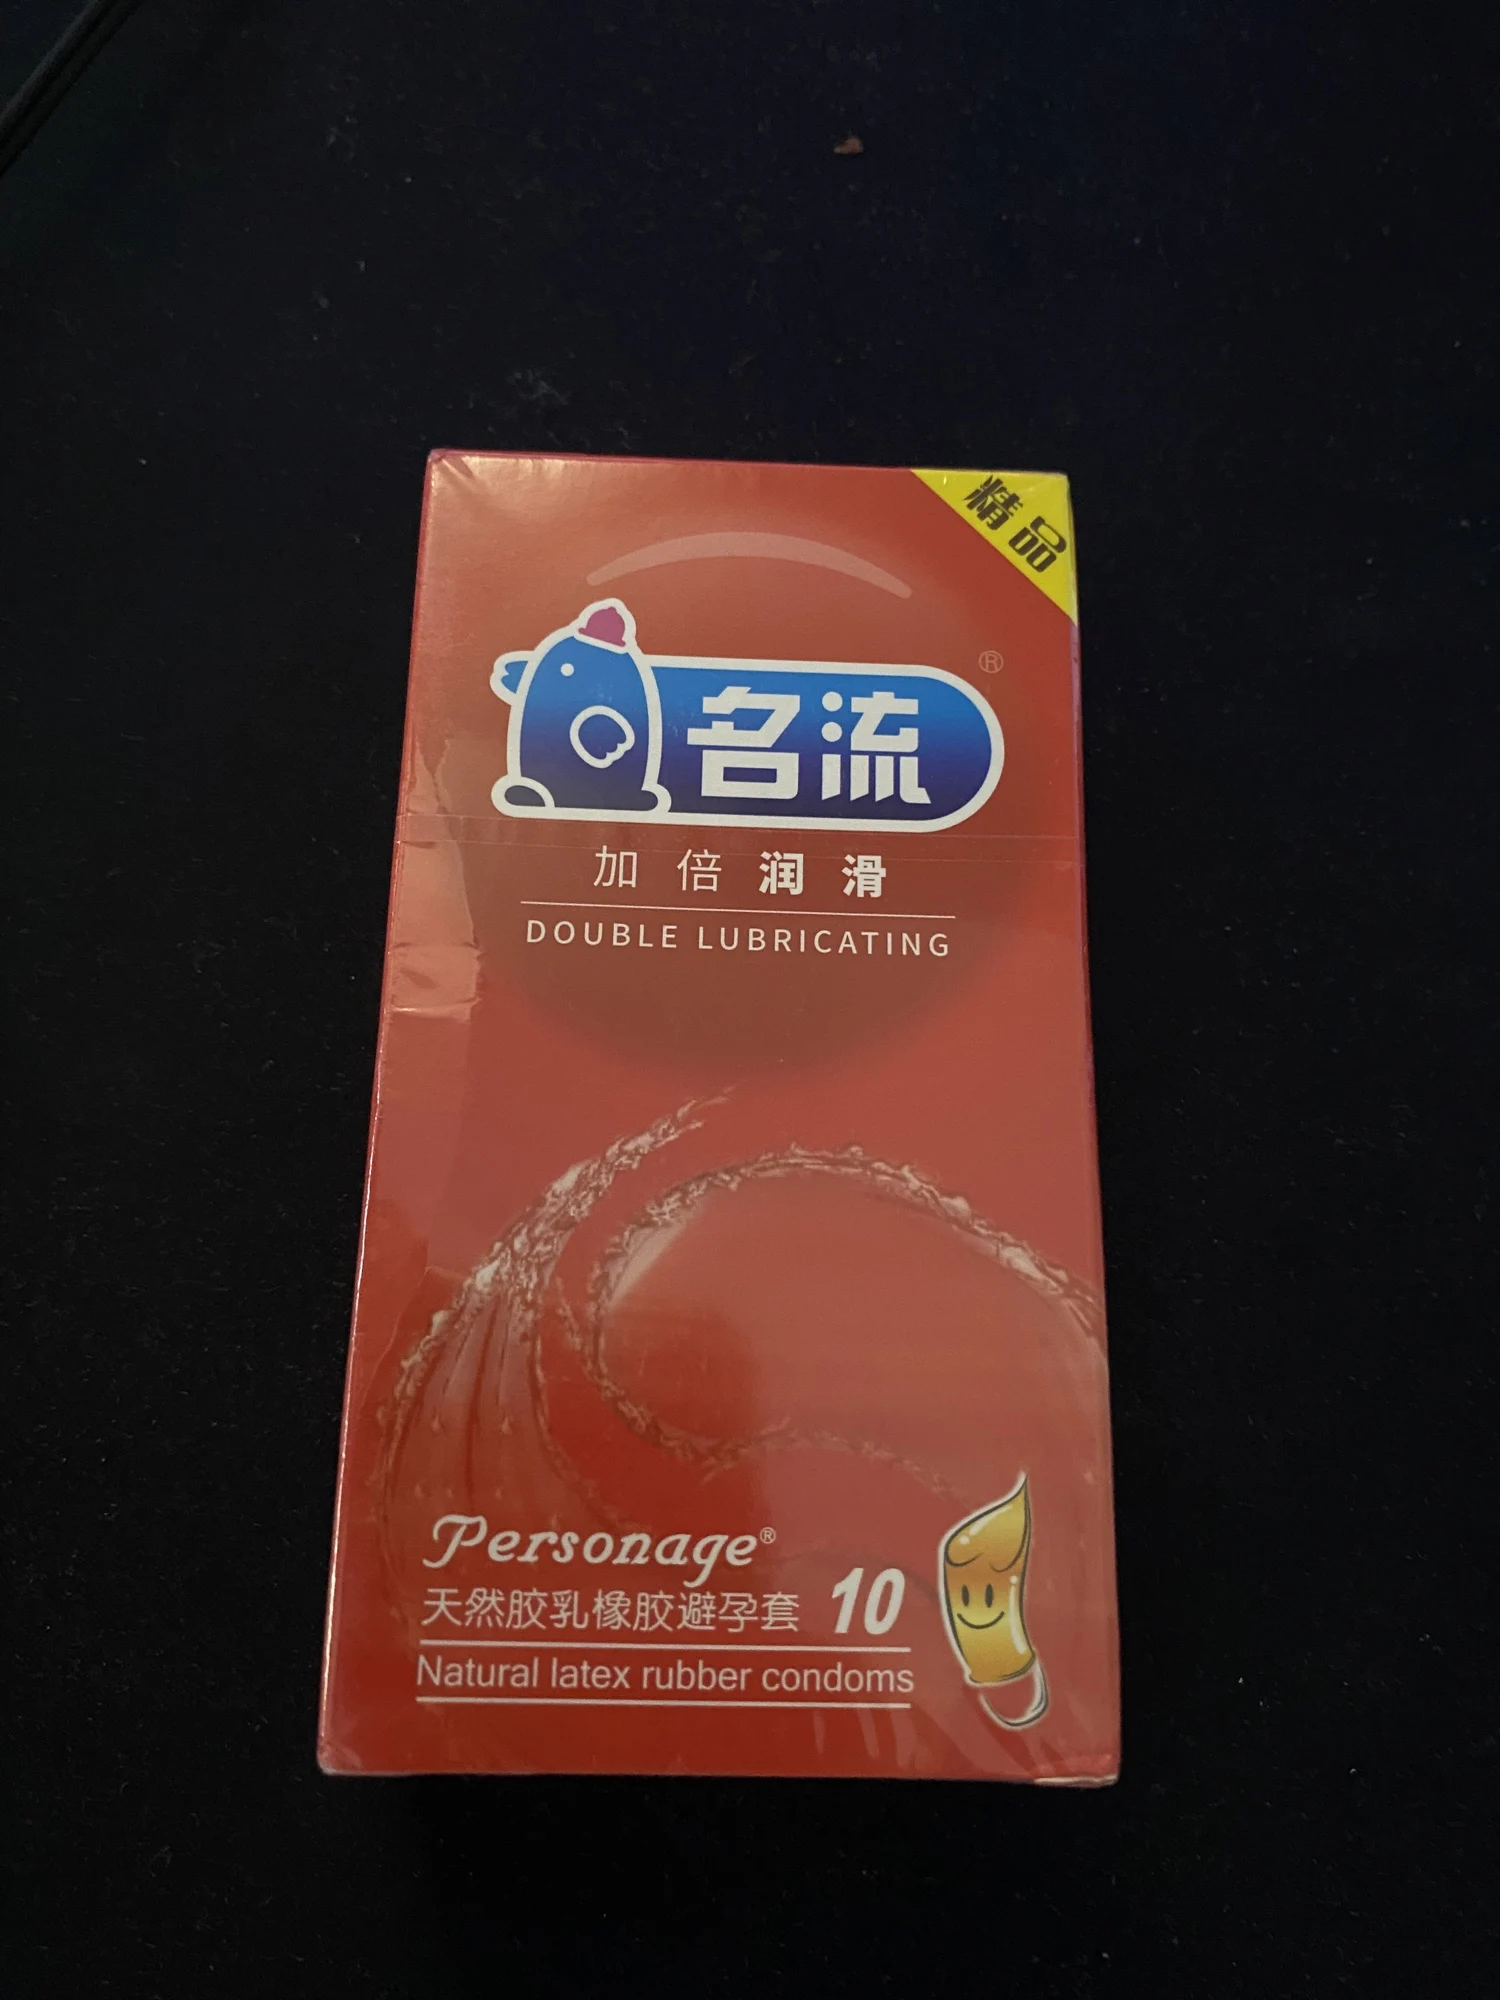 精品
名流®
加倍润滑
DOUBLE LUBRICATING
Personage®
天然胶乳橡胶避孕套 10
Natural latex rubber condoms